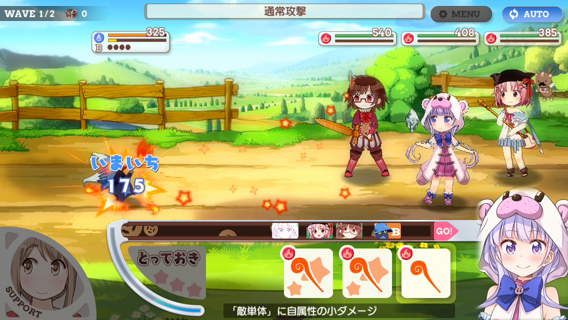 WAVE 1/2 0
通常攻撃
MENU
AUTO
325
B
540
408
385
いまいち
175
B GO!
とっておき
SUPPORT
「敵単体」に自属性の小ダメージ